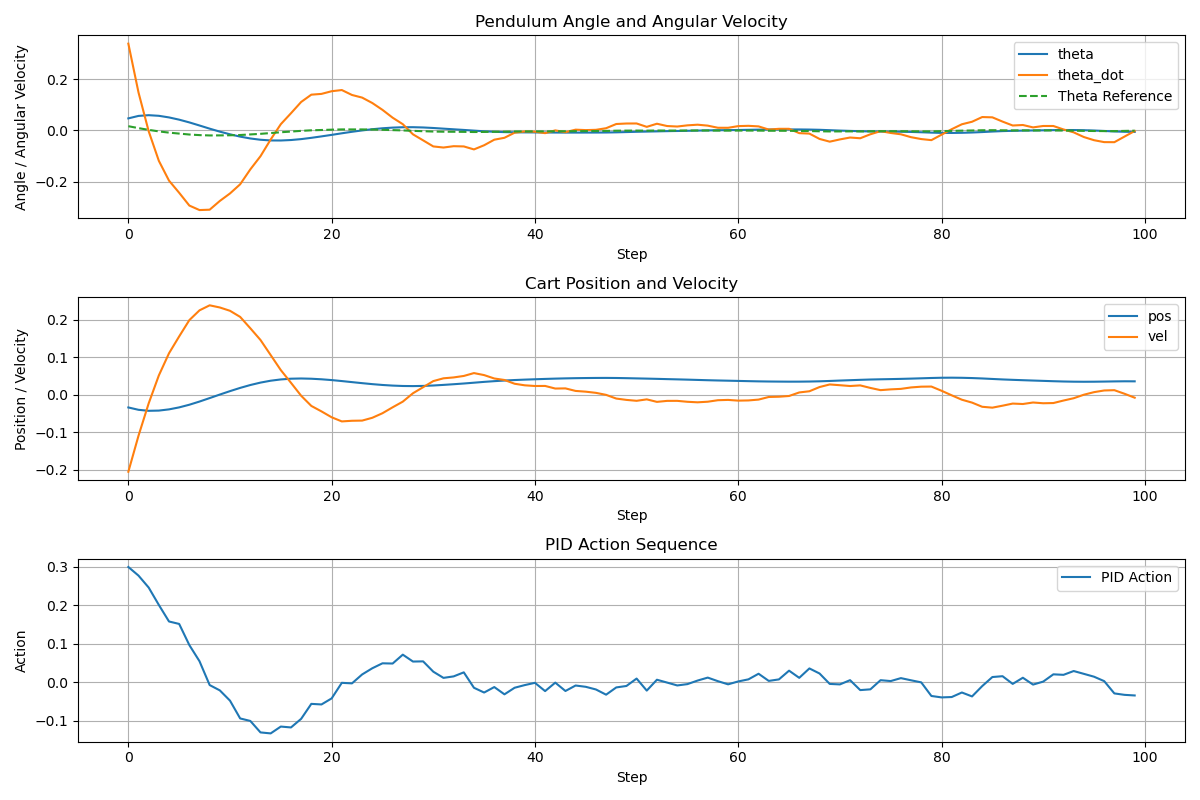 Pendulum Angle and Angular Velocity
Angle / Angular Velocity
0.2
0.0
−0.2
theta
theta_dot
Theta Reference
0 20 40 60 80 100
Step
Cart Position and Velocity
Position / Velocity
0.2
0.1
0.0
−0.1
−0.2
pos
vel
0 20 40 60 80 100
Step
PID Action Sequence
Action
0.3
0.2
0.1
0.0
−0.1
PID Action
0 20 40 60 80 100
Step